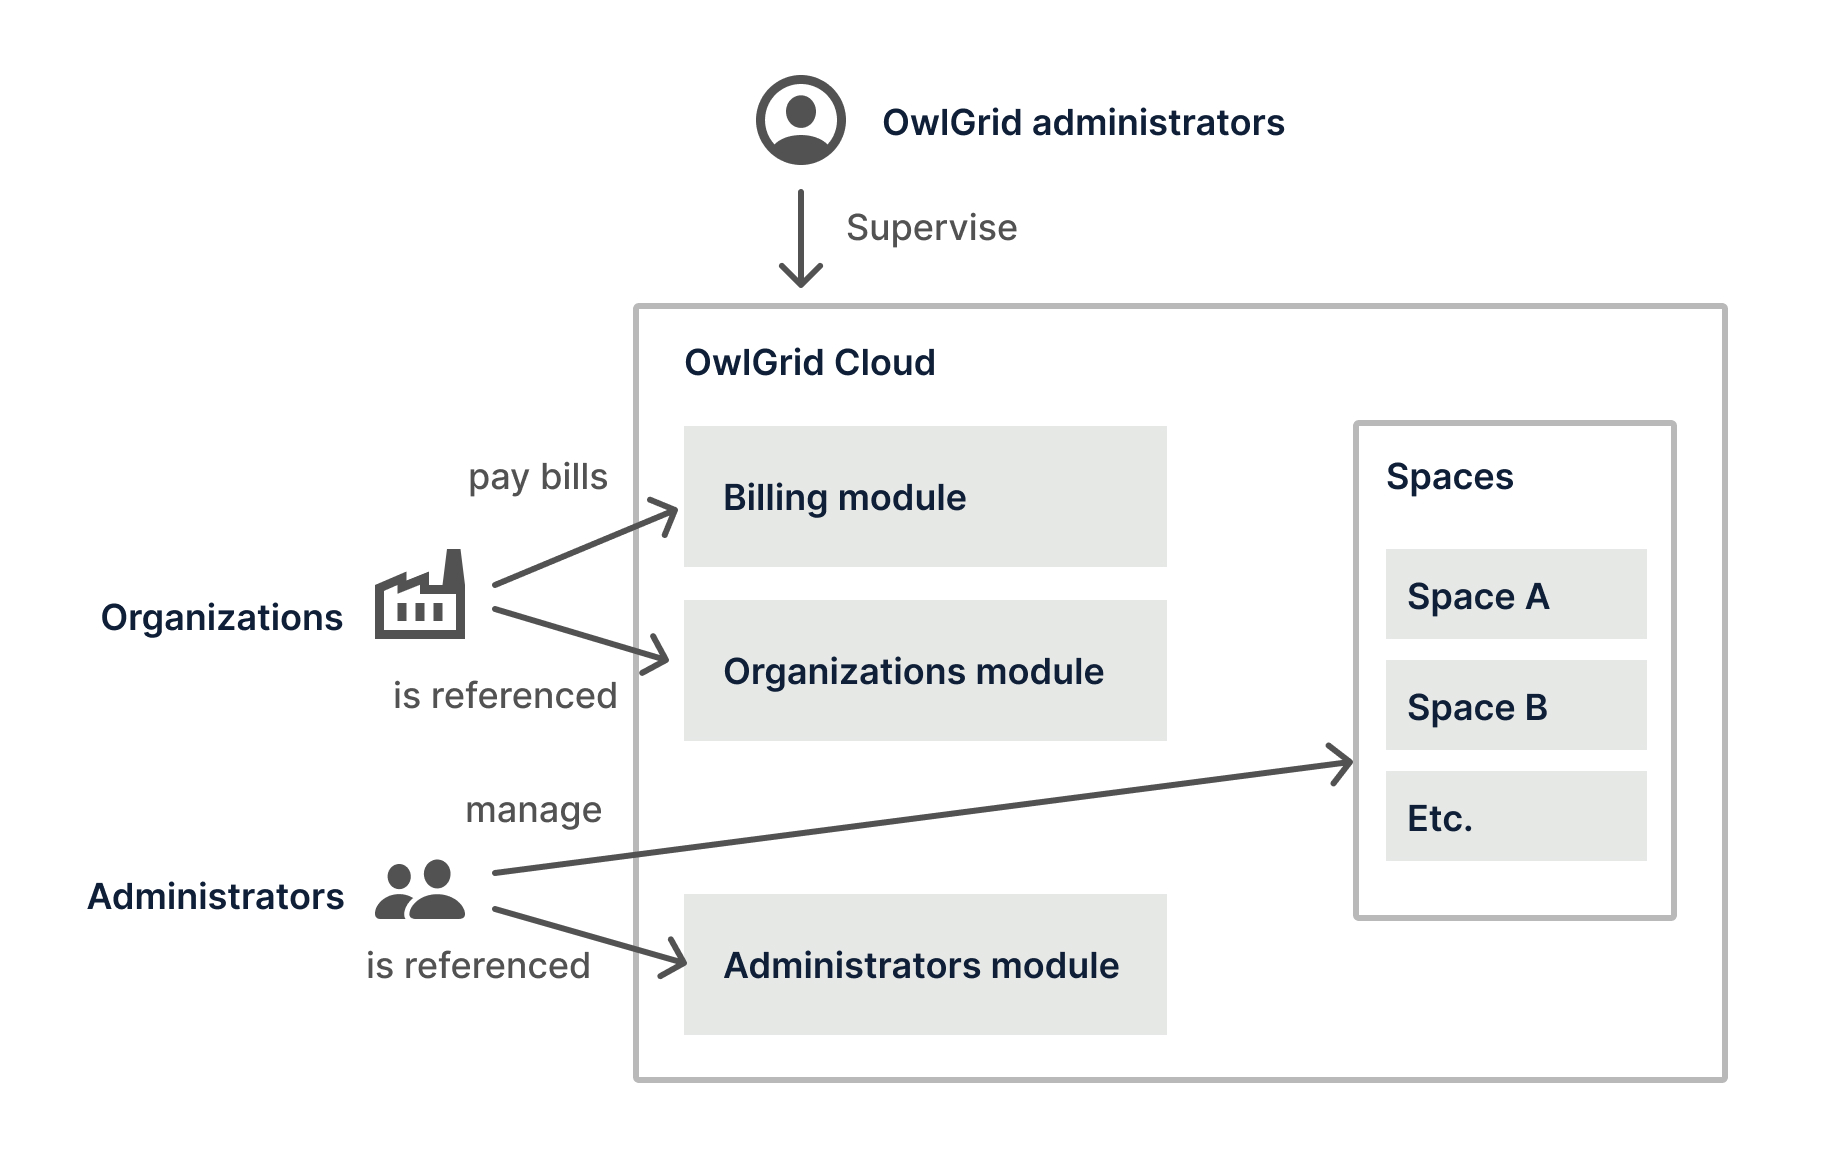 OwlGrid administrators
Supervise
OwlGrid Cloud
pay bills
Billing module
Spaces
Organizations
Space A
is referenced
Organizations module
Space B
manage
Etc.
Administrators
is referenced
Administrators module